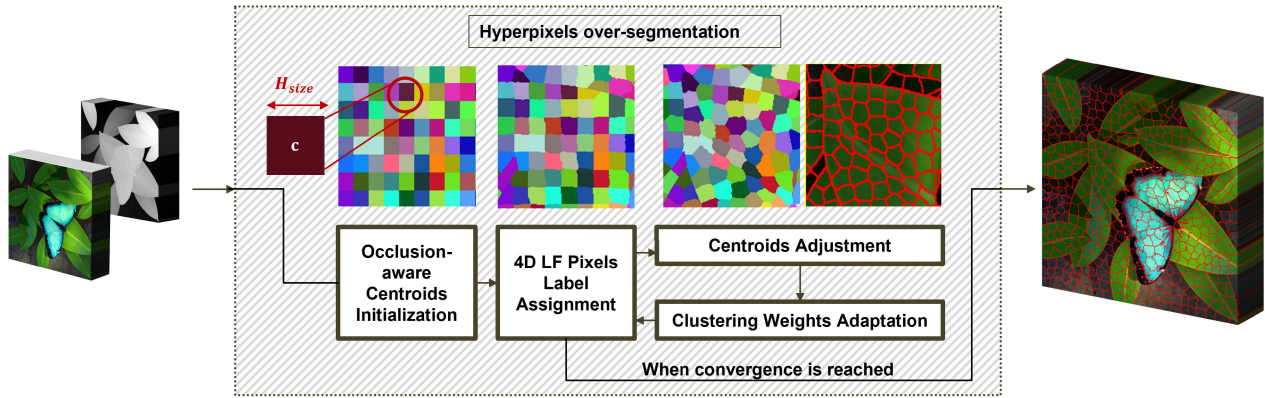 Hyperpixels over-segmentation
H_size
c
Occlusion-
aware
Centroids
Initialization
4D LF Pixels
Label
Assignment
Centroids Adjustment
Clustering Weights Adaptation
When convergence is reached